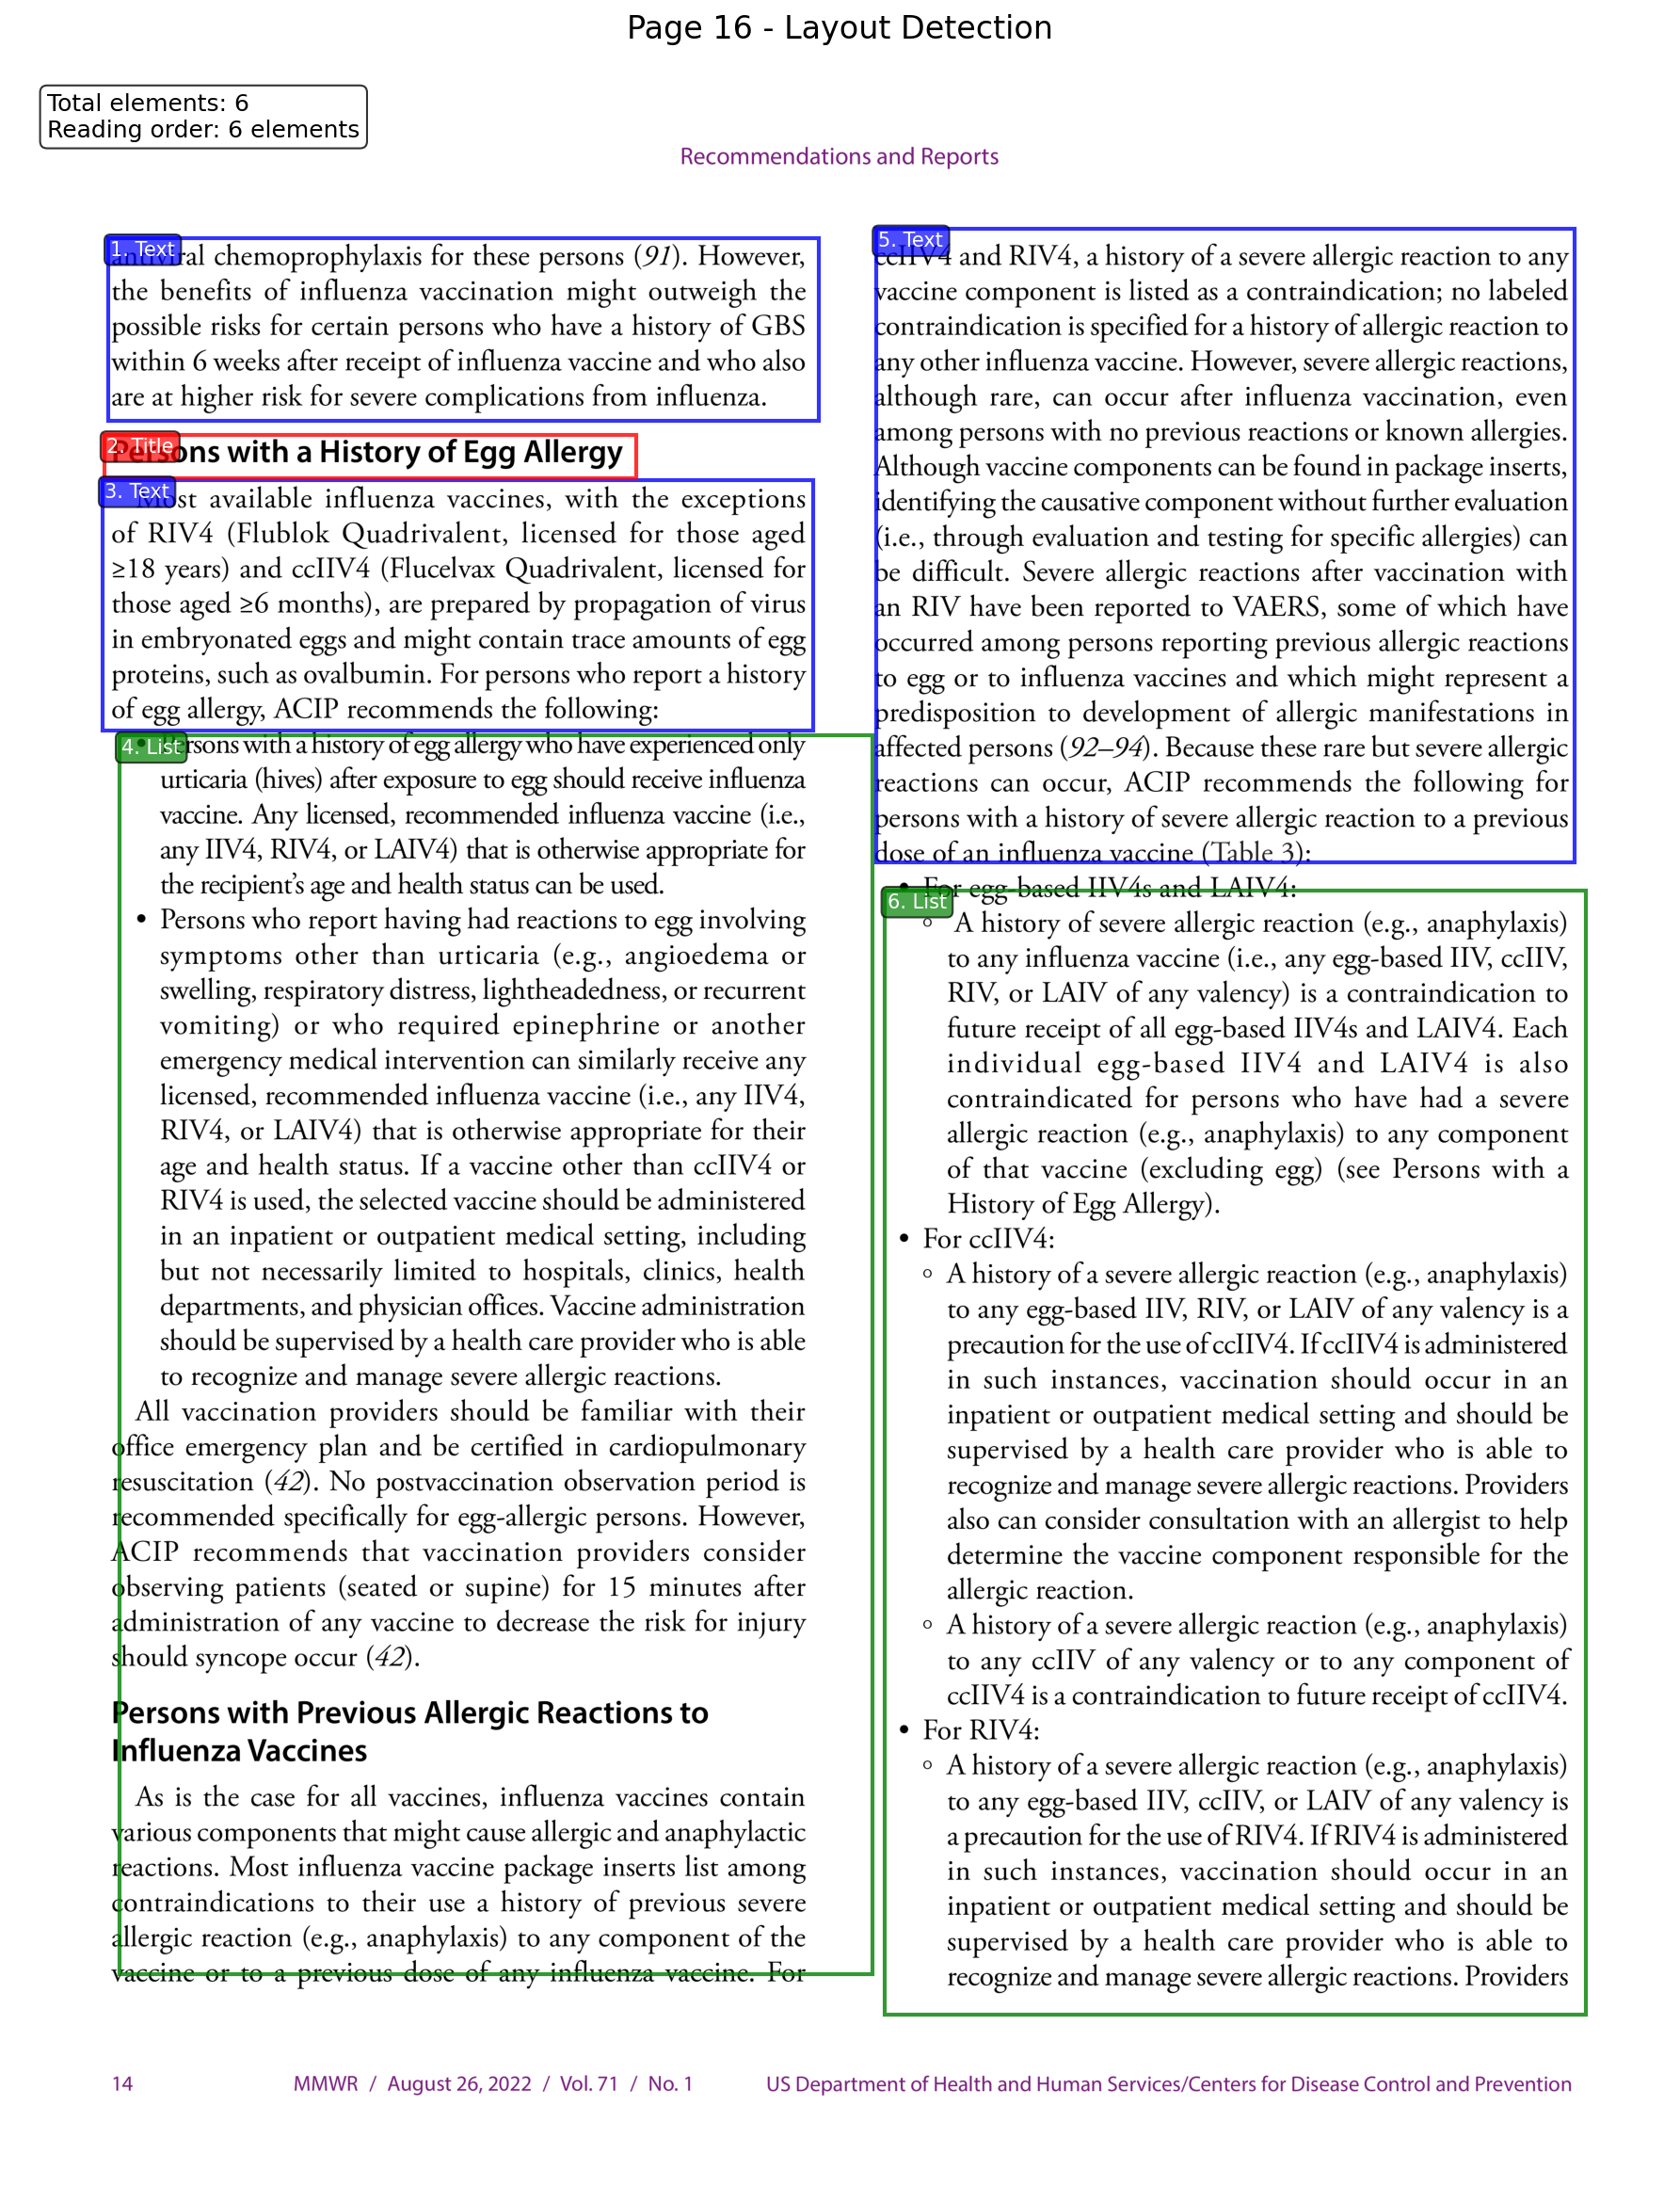 Page 16 - Layout Detection
Total elements: 6
Reading order: 6 elements
Recommendations and Reports
1. Text
antiviral chemoprophylaxis for these persons (91). However,
the benefits of influenza vaccination might outweigh the
possible risks for certain persons who have a history of GBS
within 6 weeks after receipt of influenza vaccine and who also
are at higher risk for severe complications from influenza.
2. Title
Persons with a History of Egg Allergy
3. Text
Most available influenza vaccines, with the exceptions
of RIV4 (Flublok Quadrivalent, licensed for those aged
≥18 years) and ccIIV4 (Flucelvax Quadrivalent, licensed for
those aged ≥6 months), are prepared by propagation of virus
in embryonated eggs and might contain trace amounts of egg
proteins, such as ovalbumin. For persons who report a history
of egg allergy, ACIP recommends the following:
4. List
• Persons with a history of egg allergy who have experienced only
urticaria (hives) after exposure to egg should receive influenza
vaccine. Any licensed, recommended influenza vaccine (i.e.,
any IIV4, RIV4, or LAIV4) that is otherwise appropriate for
the recipient’s age and health status can be used.
• Persons who report having had reactions to egg involving
symptoms other than urticaria (e.g., angioedema or
swelling, respiratory distress, lightheadedness, or recurrent
vomiting) or who required epinephrine or another
emergency medical intervention can similarly receive any
licensed, recommended influenza vaccine (i.e., any IIV4,
RIV4, or LAIV4) that is otherwise appropriate for their
age and health status. If a vaccine other than ccIIV4 or
RIV4 is used, the selected vaccine should be administered
in an inpatient or outpatient medical setting, including
but not necessarily limited to hospitals, clinics, health
departments, and physician offices. Vaccine administration
should be supervised by a health care provider who is able
to recognize and manage severe allergic reactions.
All vaccination providers should be familiar with their
office emergency plan and be certified in cardiopulmonary
resuscitation (42). No postvaccination observation period is
recommended specifically for egg-allergic persons. However,
ACIP recommends that vaccination providers consider
observing patients (seated or supine) for 15 minutes after
administration of any vaccine to decrease the risk for injury
should syncope occur (42).
Persons with Previous Allergic Reactions to
Influenza Vaccines
As is the case for all vaccines, influenza vaccines contain
various components that might cause allergic and anaphylactic
reactions. Most influenza vaccine package inserts list among
contraindications to their use a history of previous severe
allergic reaction (e.g., anaphylaxis) to any component of the
vaccine or to a previous dose of any influenza vaccine. For
5. Text
ccIIV4 and RIV4, a history of a severe allergic reaction to any
vaccine component is listed as a contraindication; no labeled
contraindication is specified for a history of allergic reaction to
any other influenza vaccine. However, severe allergic reactions,
although rare, can occur after influenza vaccination, even
among persons with no previous reactions or known allergies.
Although vaccine components can be found in package inserts,
identifying the causative component without further evaluation
(i.e., through evaluation and testing for specific allergies) can
be difficult. Severe allergic reactions after vaccination with
an RIV have been reported to VAERS, some of which have
occurred among persons reporting previous allergic reactions
to egg or to influenza vaccines and which might represent a
predisposition to development of allergic manifestations in
affected persons (92–94). Because these rare but severe allergic
reactions can occur, ACIP recommends the following for
persons with a history of severe allergic reaction to a previous
dose of an influenza vaccine (Table 3):
6. List
• For egg-based IIV4s and LAIV4:
◦ A history of severe allergic reaction (e.g., anaphylaxis)
to any influenza vaccine (i.e., any egg-based IIV, ccIIV,
RIV, or LAIV of any valency) is a contraindication to
future receipt of all egg-based IIV4s and LAIV4. Each
individual egg-based IIV4 and LAIV4 is also
contraindicated for persons who have had a severe
allergic reaction (e.g., anaphylaxis) to any component
of that vaccine (excluding egg) (see Persons with a
History of Egg Allergy).
• For ccIIV4:
◦ A history of a severe allergic reaction (e.g., anaphylaxis)
to any egg-based IIV, RIV, or LAIV of any valency is a
precaution for the use of ccIIV4. If ccIIV4 is administered
in such instances, vaccination should occur in an
inpatient or outpatient medical setting and should be
supervised by a health care provider who is able to
recognize and manage severe allergic reactions. Providers
also can consider consultation with an allergist to help
determine the vaccine component responsible for the
allergic reaction.
◦ A history of a severe allergic reaction (e.g., anaphylaxis)
to any ccIIV of any valency or to any component of
ccIIV4 is a contraindication to future receipt of ccIIV4.
• For RIV4:
◦ A history of a severe allergic reaction (e.g., anaphylaxis)
to any egg-based IIV, ccIIV, or LAIV of any valency is
a precaution for the use of RIV4. If RIV4 is administered
in such instances, vaccination should occur in an
inpatient or outpatient medical setting and should be
supervised by a health care provider who is able to
recognize and manage severe allergic reactions. Providers
14 MMWR / August 26, 2022 / Vol. 71 / No. 1 US Department of Health and Human Services/Centers for Disease Control and Prevention